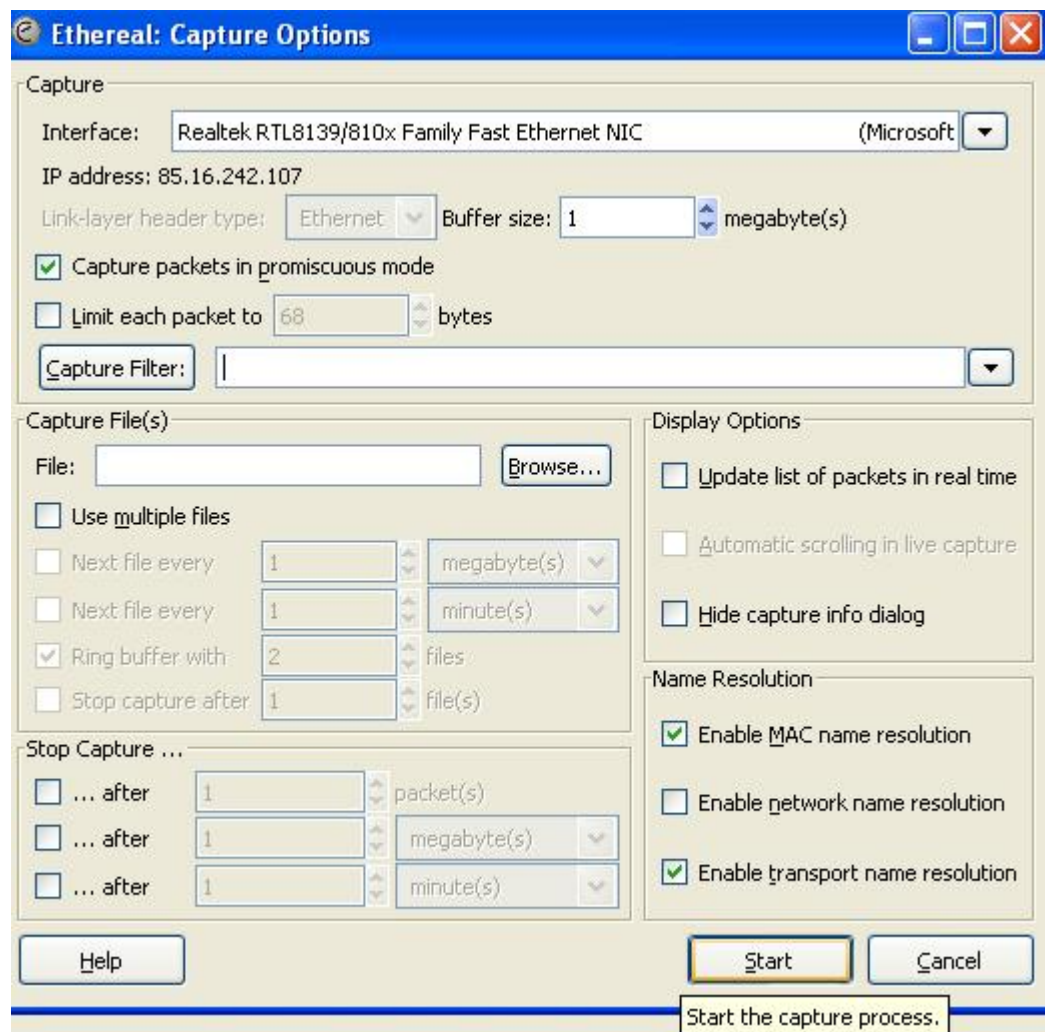 Ethereal: Capture Options
Capture
Interface: Realtek RTL8139/810x Family Fast Ethernet NIC (Microsoft
IP address: 85.16.242.107
Link-layer header type: Ethernet Buffer size: 1 megabyte(s)
Capture packets in promiscuous mode
Limit each packet to 68 bytes
Capture Filter:
Capture File(s)
File: Browse...
Use multiple files
Next file every 1 megabyte(s)
Next file every 1 minute(s)
Ring buffer with 2 files
Stop capture after 1 file(s)
Stop Capture ...
... after 1 packet(s)
... after 1 megabyte(s)
... after 1 minute(s)
Display Options
Update list of packets in real time
Automatic scrolling in live capture
Hide capture info dialog
Name Resolution
Enable MAC name resolution
Enable network name resolution
Enable transport name resolution
Help Start Cancel
Start the capture process.